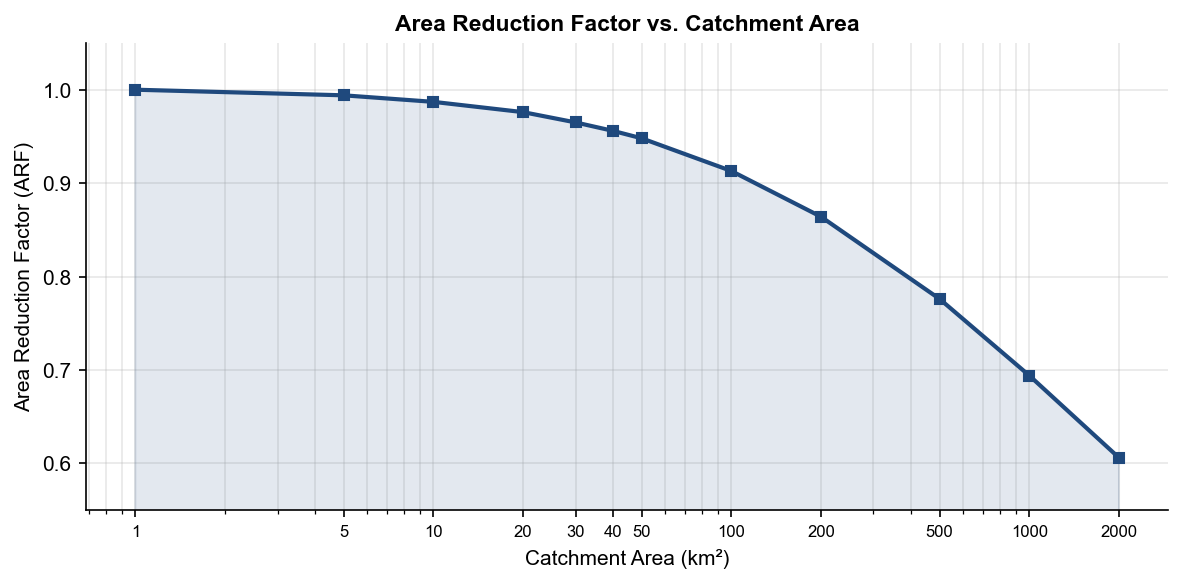 Area Reduction Factor vs. Catchment Area
Area Reduction Factor (ARF)
1.0
0.9
0.8
0.7
0.6
1 5 10 20 30 40 50 100 200 500 1000 2000
Catchment Area (km²)